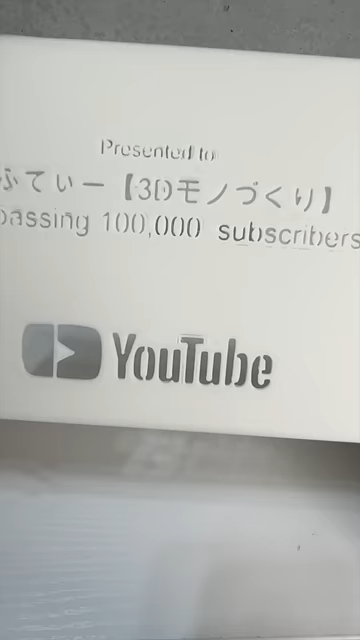 Presented to
ふてぃー【3Dモノづくり】
passing 100,000 subscribers
YouTube